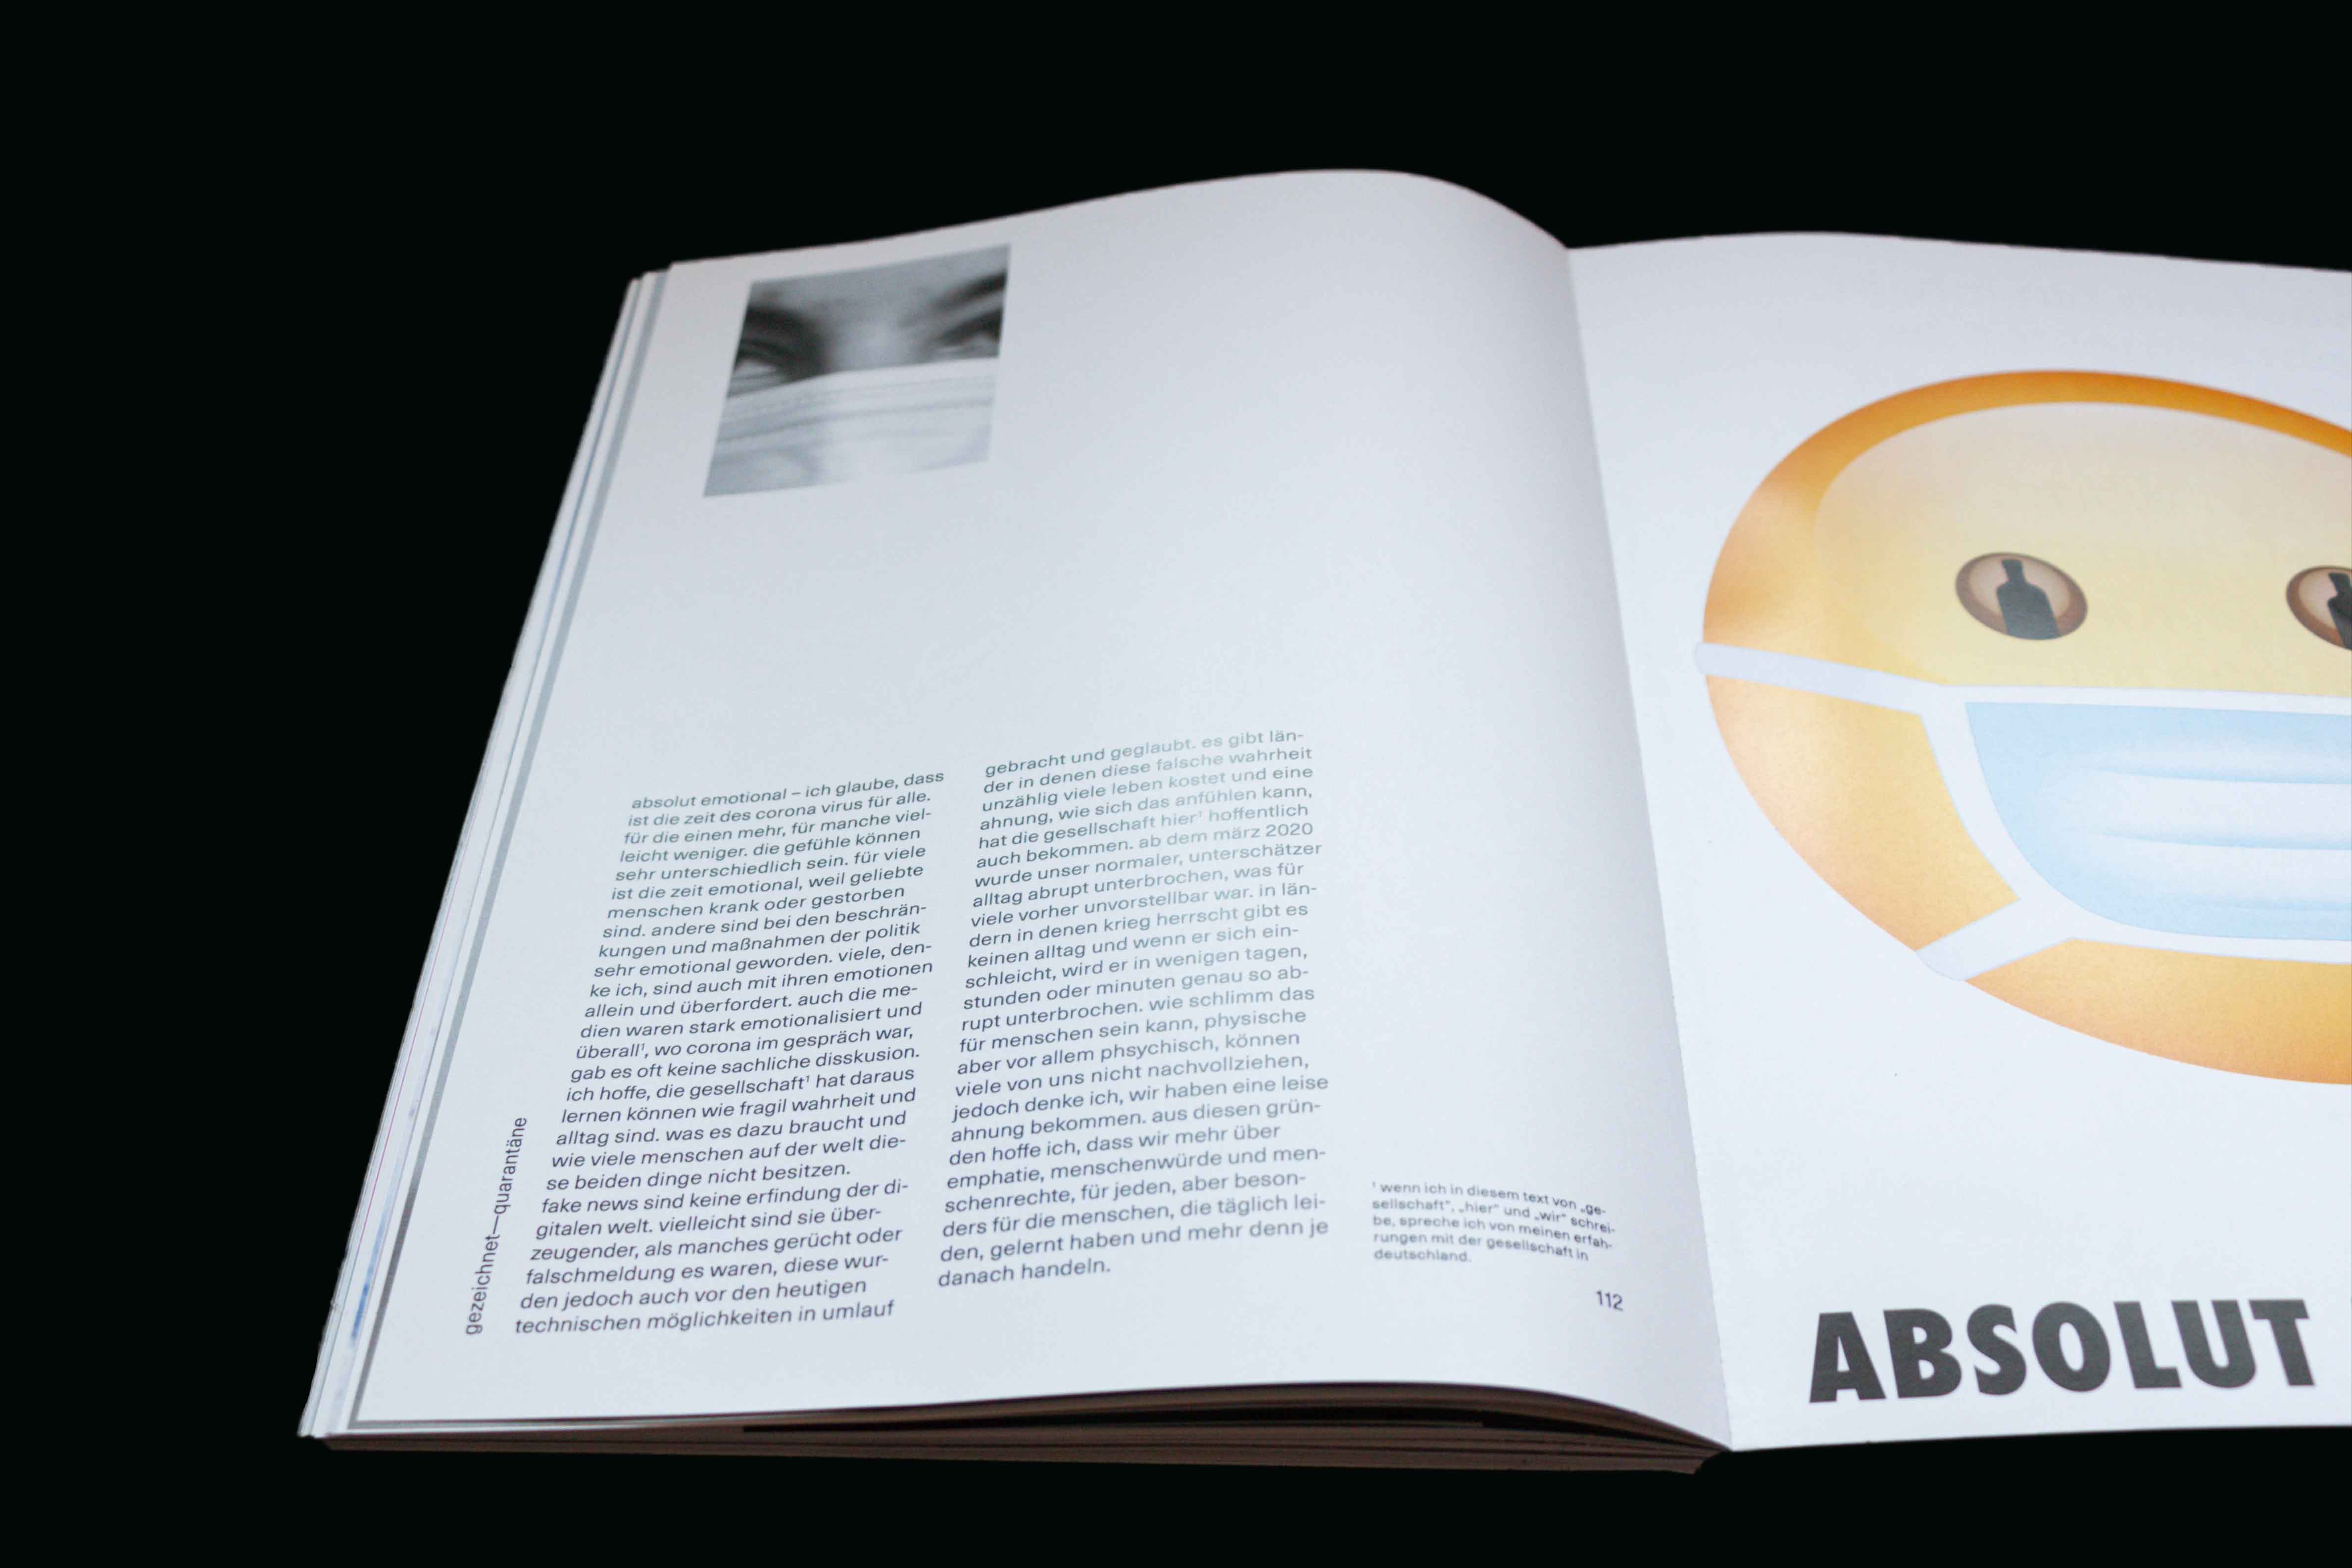 absolut emotional – ich glaube, dass
ist die zeit des corona virus für alle.
für die einen mehr, für manche viel-
leicht weniger. die gefühle können
sehr unterschiedlich sein. für viele
ist die zeit emotional, weil geliebte
menschen krank oder gestorben
sind. andere sind bei den beschrän-
kungen und maßnahmen der politik
sehr emotional geworden. viele, den-
ke ich, sind auch mit ihren emotionen
allein und überfordert. auch die me-
dien waren stark emotionalisiert und
überall¹, wo corona im gespräch war,
gab es oft keine sachliche disskusion.
ich hoffe, die gesellschaft¹ hat daraus
lernen können wie fragil wahrheit und
alltag sind. was es dazu braucht und
wie viele menschen auf der welt die-
se beiden dinge nicht besitzen.
fake news sind keine erfindung der di-
gitalen welt. vielleicht sind sie über-
zeugender, als manches gerücht oder
falschmeldung es waren, diese wur-
den jedoch auch vor den heutigen
technischen möglichkeiten in umlauf
gebracht und geglaubt. es gibt län-
der in denen diese falsche wahrheit
unzählig viele leben kostet und eine
ahnung, wie sich das anfühlen kann,
hat die gesellschaft hier¹ hoffentlich
auch bekommen. ab dem märz 2020
wurde unser normaler, unterschätzer
alltag abrupt unterbrochen, was für
viele vorher unvorstellbar war. in län-
dern in denen krieg herrscht gibt es
keinen alltag und wenn er sich ein-
schleicht, wird er in wenigen tagen,
stunden oder minuten genau so ab-
rupt unterbrochen. wie schlimm das
für menschen sein kann, physische
aber vor allem phsychisch, können
viele von uns nicht nachvollziehen,
jedoch denke ich, wir haben eine leise
ahnung bekommen. aus diesen grün-
den hoffe ich, dass wir mehr über
emphatie, menschenwürde und men-
schenrechte, für jeden, aber beson-
ders für die menschen, die täglich lei-
den, gelernt haben und mehr denn je
danach handeln.
¹ wenn ich in diesem text von „ge-
sellschaft“, „hier“ und „wir“ schrei-
be, spreche ich von meinen erfah-
rungen mit der gesellschaft in
deutschland.
gezeichnet—quarantäne
112
ABSOLUT